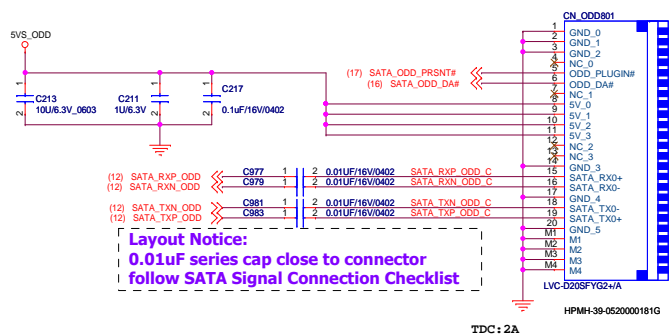 CN_ODD801
5VS_ODD
1 GND_0
2 GND_1
3 GND_2
4 NC_0
(17) SATA_ODD_PRSNT# 5 ODD_PLUGIN#
(16) SATA_ODD_DA# 6 ODD_DA#
7 NC_1
8 5V_0
9 5V_1
10 5V_2
11 5V_3
12 NC_2
13 NC_3
14 GND_3
1 2 C213 10U/6.3V_0603
1 2 C211 1U/6.3V
1 2 C217 0.1uF/16V/0402
(12) SATA_RXP_ODD C977 1 2 0.01UF/16V/0402 SATA_RXP_ODD_C 15 SATA_RX0+
(12) SATA_RXN_ODD C979 1 2 0.01UF/16V/0402 SATA_RXN_ODD_C 16 SATA_RX0-
17 GND_4
(12) SATA_TXN_ODD C981 1 2 0.01UF/16V/0402 SATA_TXN_ODD_C 18 SATA_TX0-
(12) SATA_TXP_ODD C983 1 2 0.01UF/16V/0402 SATA_TXP_ODD_C 19 SATA_TX0+
20 GND_5
M1 M1
M2 M2
M3 M3
M4 M4
Layout Notice:
0.01uF series cap close to connector
follow SATA Signal Connection Checklist
LVC-D20SFYG2+/A
HPMH-39-0520000181G
TDC:2A